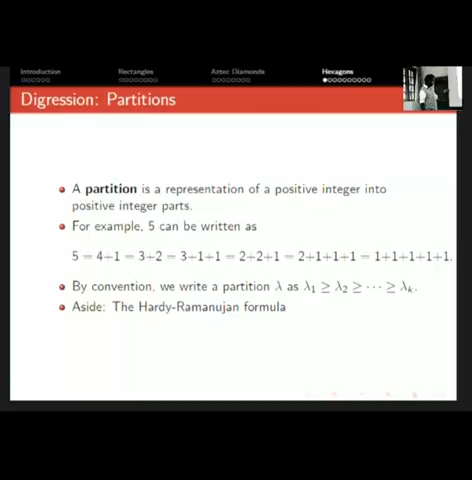 Introduction Rectangles Aztec Diamonds Hexagons
Digression: Partitions
A partition is a representation of a positive integer into
positive integer parts.
For example, 5 can be written as
5 = 4+1 = 3+2 = 3+1+1 = 2+2+1 = 2+1+1+1 = 1+1+1+1+1.
By convention, we write a partition λ as λ₁ ≥ λ₂ ≥ ⋯ ≥ λₖ.
Aside: The Hardy-Ramanujan formula